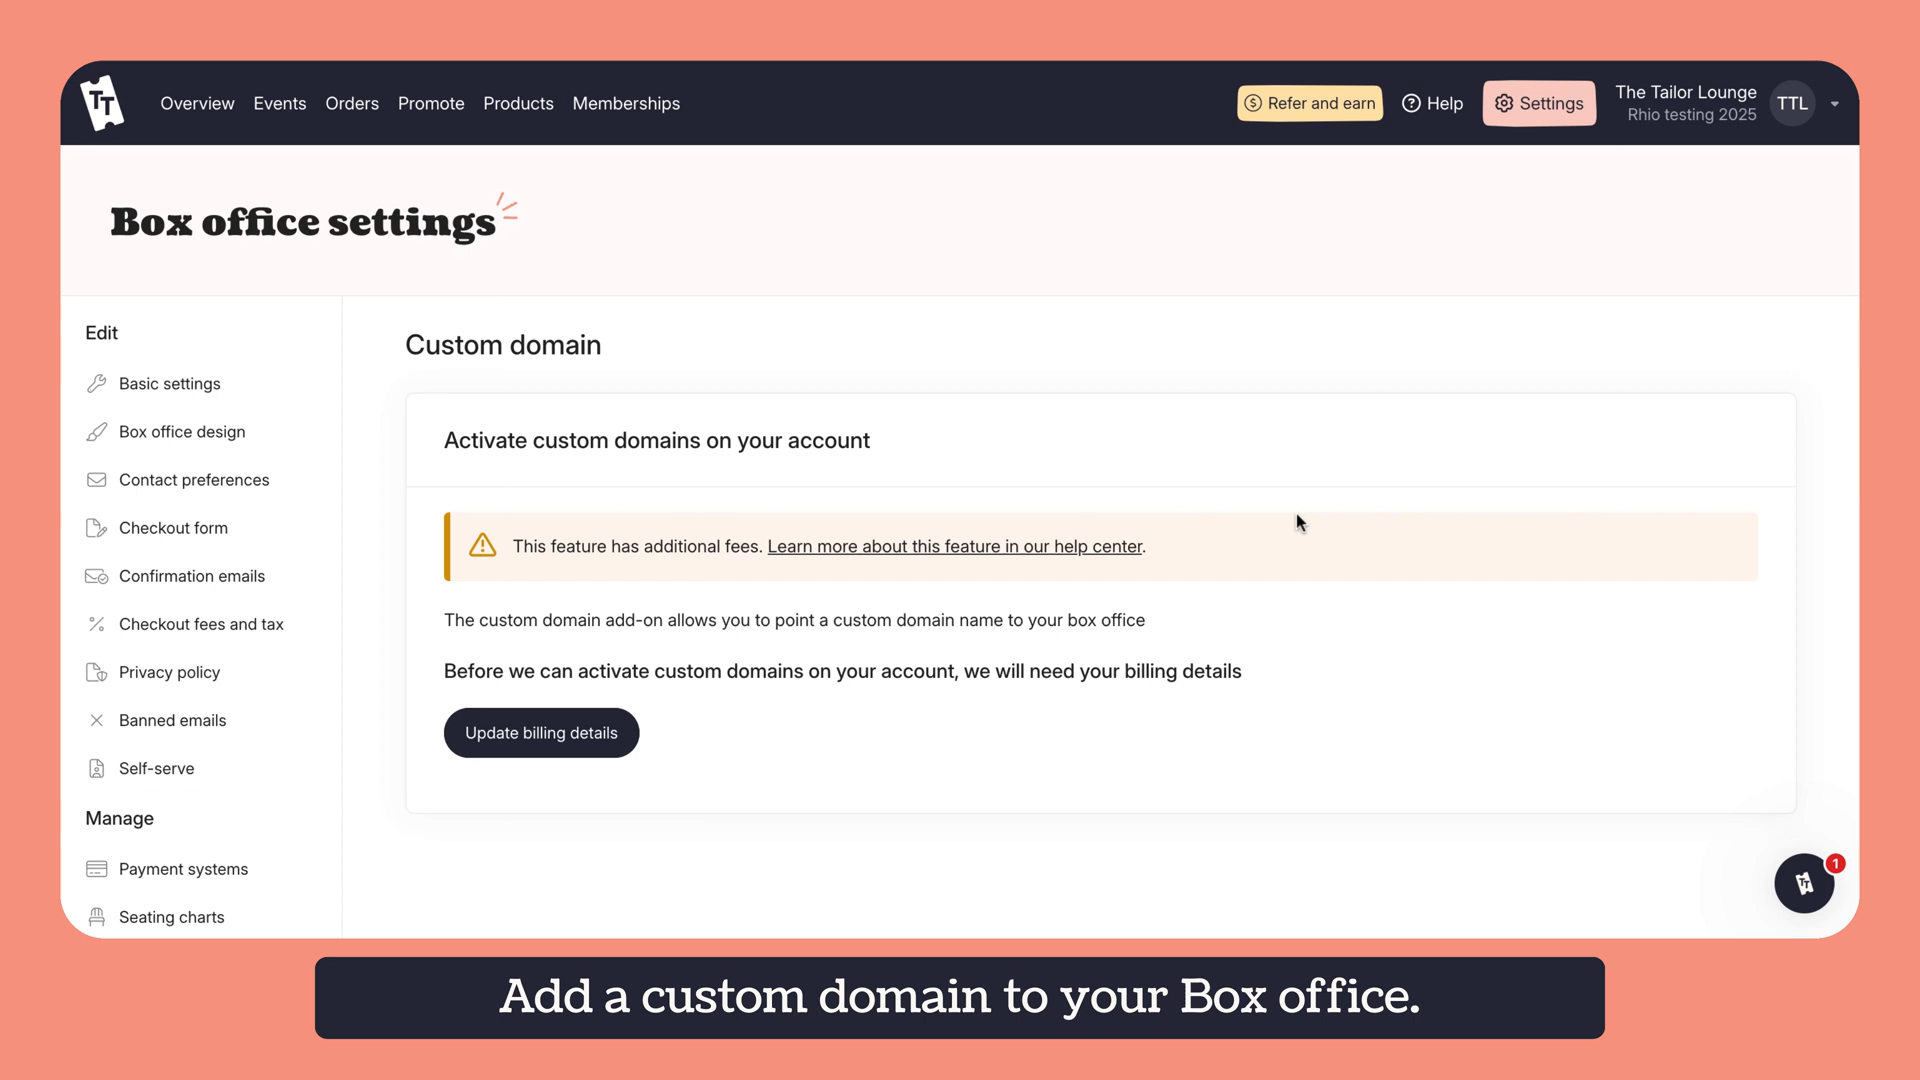 TT
Overview Events Orders Promote Products Memberships
Refer and earn
Help
Settings
The Tailor Lounge
Rhio testing 2025
TTL
Box office settings
Edit
Basic settings
Box office design
Contact preferences
Checkout form
Confirmation emails
Checkout fees and tax
Privacy policy
Banned emails
Self-serve
Manage
Payment systems
Seating charts
Custom domain
Activate custom domains on your account
This feature has additional fees. Learn more about this feature in our help center.
The custom domain add-on allows you to point a custom domain name to your box office
Before we can activate custom domains on your account, we will need your billing details
Update billing details
TT
1
Add a custom domain to your Box office.